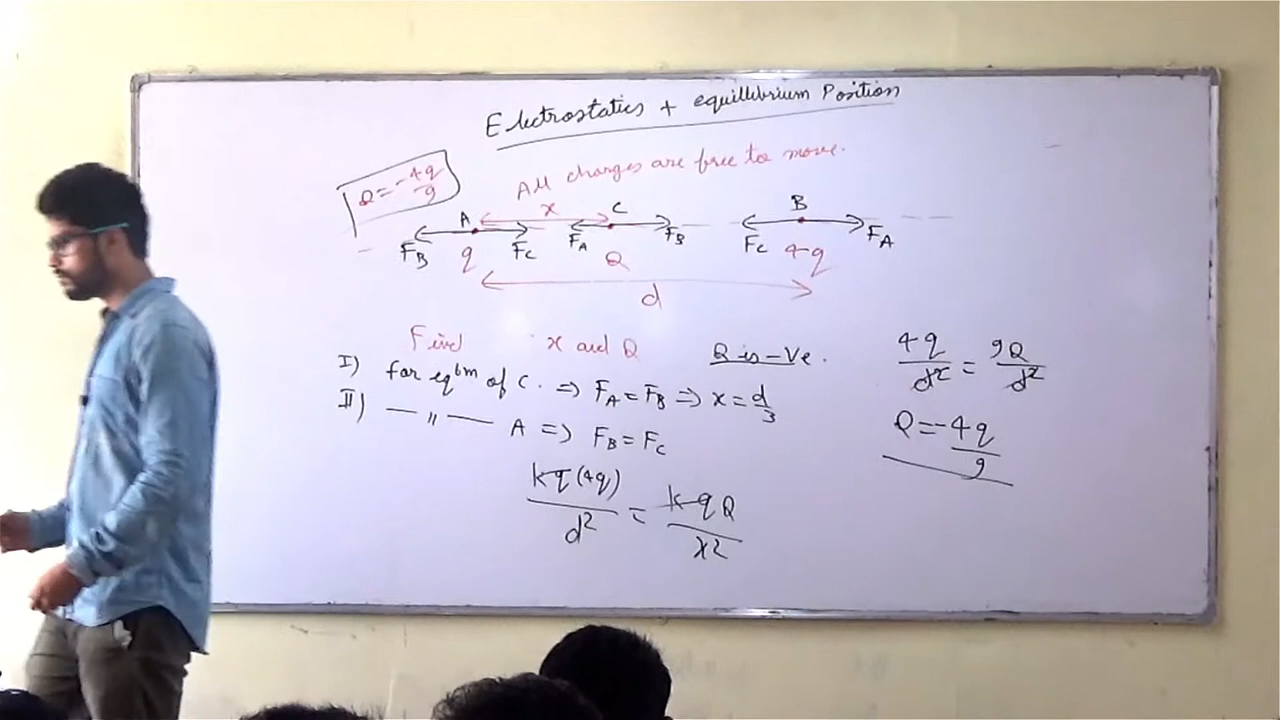 Electrostatics + equillibrium Position
All charges are free to move.
Q = -4q/9
A x C B
F_B F_C F_A F_B F_C F_A
q Q 4q
d
Find x and Q Q is -Ve.
I) for eq^bm of C. => F_A = F_B => x = d/3
II) — " — A => F_B = F_C
kq(4q)/d² = kqQ/x²
4q/d² = 9Q/d²
Q = -4q/9